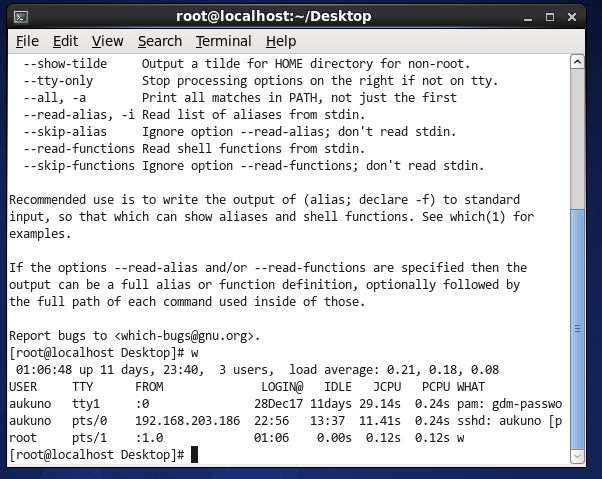 root@localhost:~/Desktop
File Edit View Search Terminal Help
--show-tilde Output a tilde for HOME directory for non-root.
--tty-only Stop processing options on the right if not on tty.
--all, -a Print all matches in PATH, not just the first
--read-alias, -i Read list of aliases from stdin.
--skip-alias Ignore option --read-alias; don't read stdin.
--read-functions Read shell functions from stdin.
--skip-functions Ignore option --read-functions; don't read stdin.
Recommended use is to write the output of (alias; declare -f) to standard
input, so that which can show aliases and shell functions. See which(1) for
examples.
If the options --read-alias and/or --read-functions are specified then the
output can be a full alias or function definition, optionally followed by
the full path of each command used inside of those.
Report bugs to <which-bugs@gnu.org>.
[root@localhost Desktop]# w
01:06:48 up 11 days, 23:40, 3 users, load average: 0.21, 0.18, 0.08
USER TTY FROM LOGIN@ IDLE JCPU PCPU WHAT
aukuno tty1 :0 28Dec17 11days 29.14s 0.24s pam: gdm-passwo
aukuno pts/0 192.168.203.186 22:56 13:37 11.41s 0.24s sshd: aukuno [p
root pts/1 :1.0 01:06 0.00s 0.12s 0.12s w
[root@localhost Desktop]#